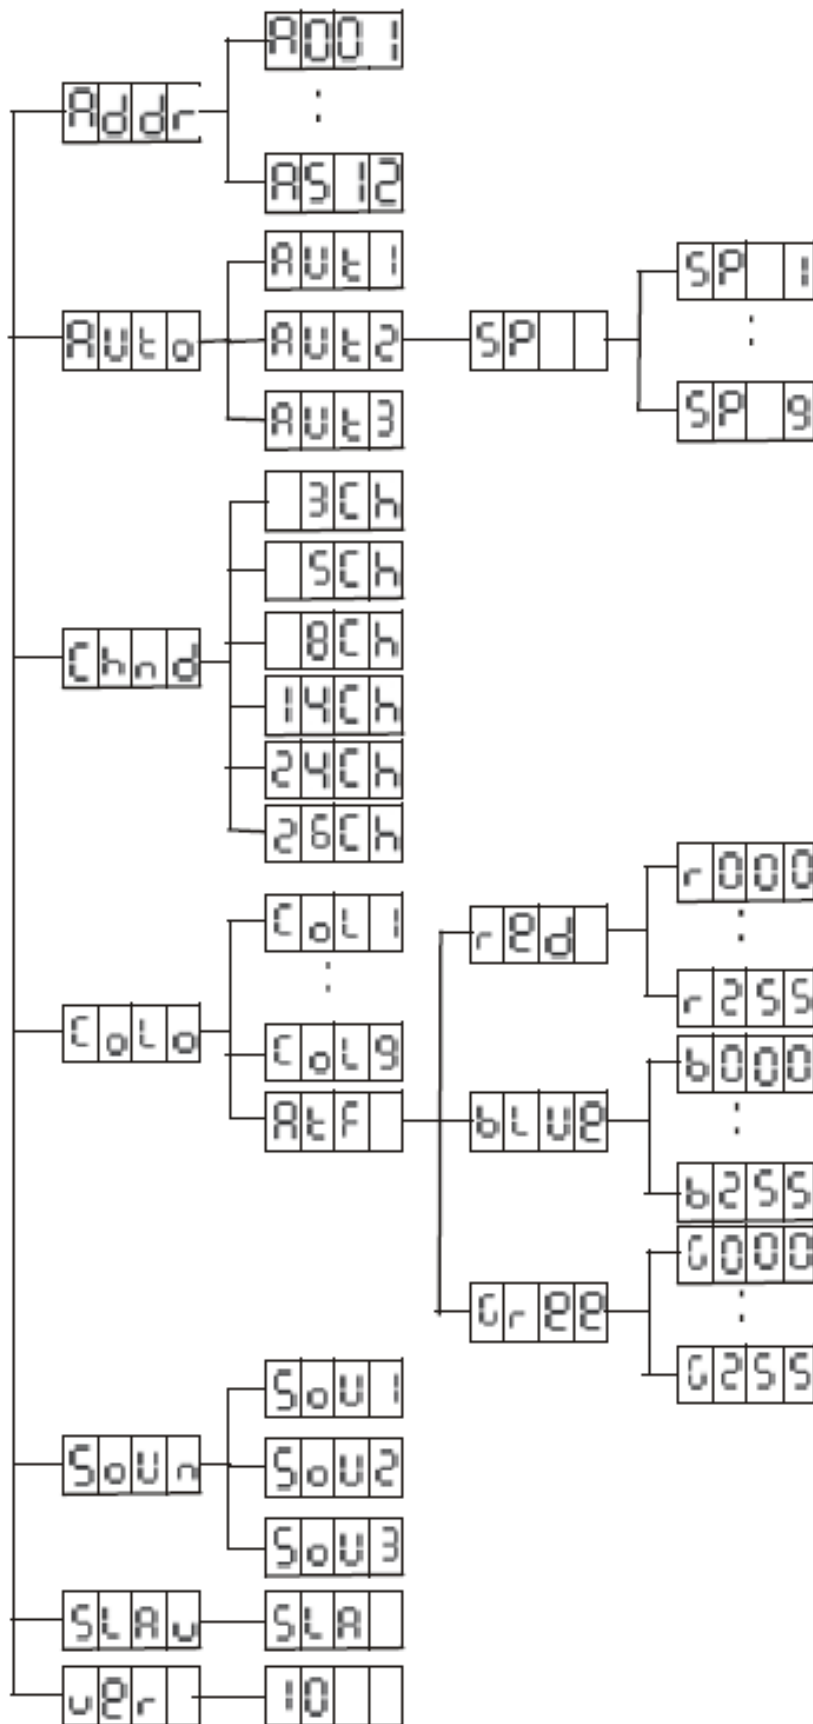 A001
:
Addr
AS12
AUt1
SP 1
AUto
AUt2
SP
:
AUt3
SP 9
3Ch
5Ch
8Ch
Chnd
14Ch
24Ch
26Ch
r000
CoL1
red
:
:
r255
CoLo
CoL9
b000
AtF
bLUe
:
b255
G000
Gree
:
G255
SoU1
SoUn
SoU2
SoU3
SLAv
SLA
ver
10